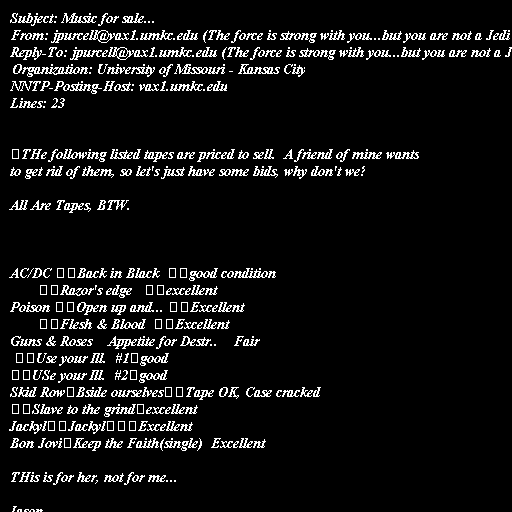 Subject: Music for sale...
From: jpurcell@vax1.umkc.edu (The force is strong with you...but you are not a Jedi
Reply-To: jpurcell@vax1.umkc.edu (The force is strong with you...but you are not a J
Organization: University of Missouri - Kansas City
NNTP-Posting-Host: vax1.umkc.edu
Lines: 23
THe following listed tapes are priced to sell. A friend of mine wants
to get rid of them, so let's just have some bids, why don't we?
All Are Tapes, BTW.
AC/DC Back in Black good condition
Razor's edge excellent
Poison Open up and... Excellent
Flesh & Blood Excellent
Guns & Roses Appetite for Destr.. Fair
Use your Ill. #1 good
USe your Ill. #2 good
Skid Row Bside ourselves Tape OK, Case cracked
Slave to the grind excellent
Jackyl Jackyl Excellent
Bon Jovi Keep the Faith(single) Excellent
THis is for her, not for me...
Jason